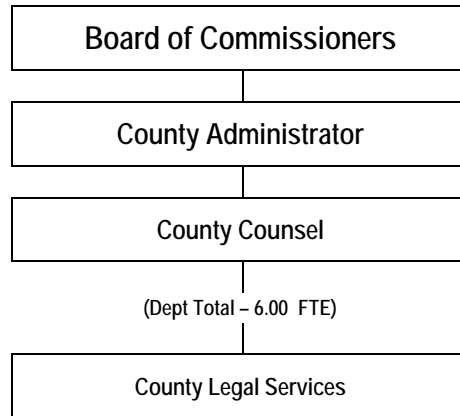 Board of Commissioners
County Administrator
County Counsel
(Dept Total – 6.00 FTE)
County Legal Services